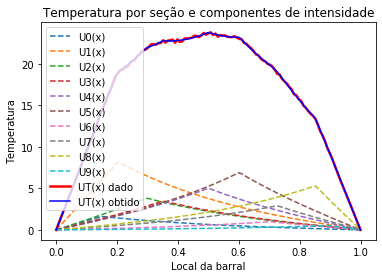 Temperatura por seção e componentes de intensidade
Temperatura
25
20
15
10
5
0
U0(x)
U1(x)
U2(x)
U3(x)
U4(x)
U5(x)
U6(x)
U7(x)
U8(x)
U9(x)
UT(x) dado
UT(x) obtido
0.0 0.2 0.4 0.6 0.8 1.0
Local da barral